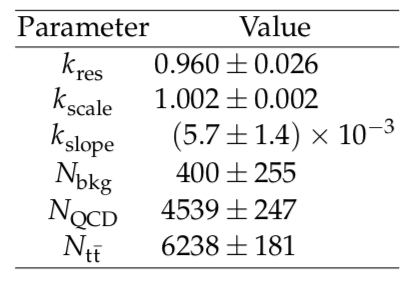 Parameter Value
k_res 0.960 ± 0.026
k_scale 1.002 ± 0.002
k_slope (5.7 ± 1.4) × 10⁻³
N_bkg 400 ± 255
N_QCD 4539 ± 247
N_tt̄ 6238 ± 181